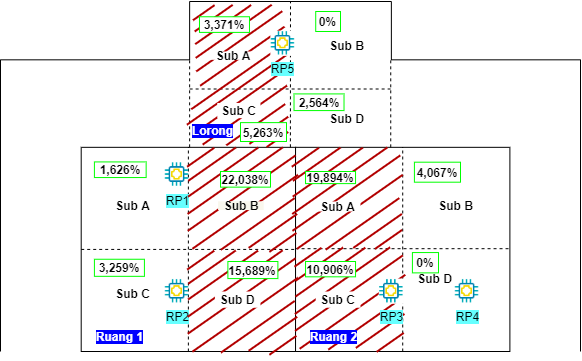 3,371%
0%
Sub A
Sub B
RP5
Sub C
2,564%
Lorong
5,263%
Sub D
1,626%
22,038%
19,894%
4,067%
RP1
Sub A
Sub B
Sub A
Sub B
3,259%
15,689%
10,906%
0%
Sub C
Sub D
Sub C
Sub D
RP2
RP3
RP4
Ruang 1
Ruang 2